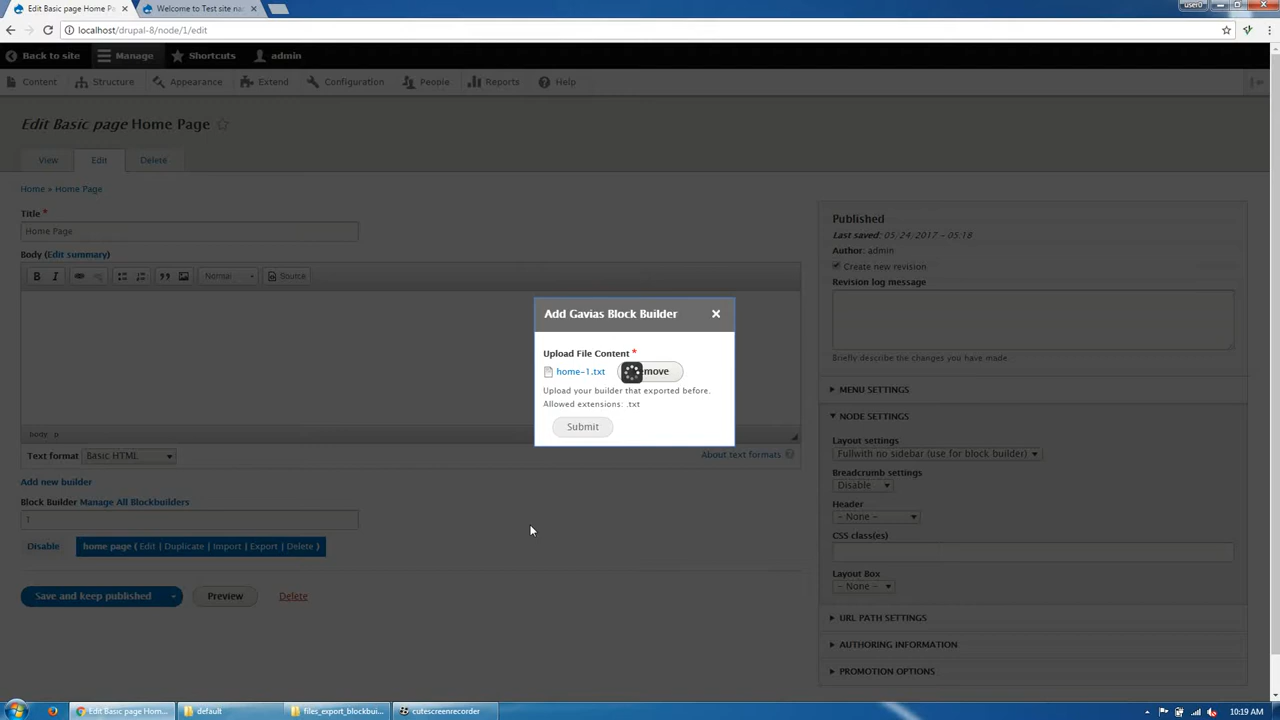 Edit Basic page Home P
Welcome to Test site na
user0
localhost/drupal-8/node/1/edit
Back to site
Manage
Shortcuts
admin
Content
Structure
Appearance
Extend
Configuration
People
Reports
Help
Edit Basic page Home Page
View
Edit
Delete
Home » Home Page
Title *
Home Page
Body (Edit summary)
Normal
Source
body p
Text format
Basic HTML
About text formats
Add new builder
Block Builder Manage All Blockbuilders
1
Disable
home page ( Edit | Duplicate | Import | Export | Delete )
Save and keep published
Preview
Delete
Add Gavias Block Builder
Upload File Content *
home-1.txt
Upload your builder that exported before.
Allowed extensions: .txt
Submit
Published
Last saved: 05/24/2017 - 05:18
Author: admin
Create new revision
Revision log message
Briefly describe the changes you have made.
MENU SETTINGS
NODE SETTINGS
Layout settings
Fullwith no sidebar (use for block builder)
Breadcrumb settings
Disable
Header
- None -
CSS class(es)
Layout Box
- None -
URL PATH SETTINGS
AUTHORING INFORMATION
PROMOTION OPTIONS
Edit Basic page Hom...
default
files_export_blockbui...
cutescreenrecorder
10:19 AM